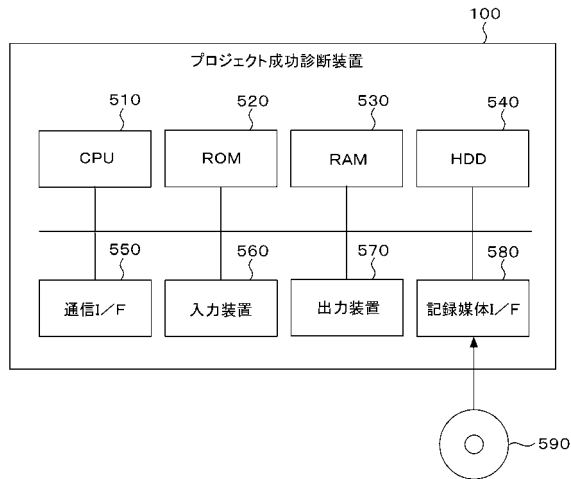 100
プロジェクト成功診断装置
510
520
530
540
CPU
ROM
RAM
HDD
550
560
570
580
通信I/F
入力装置
出力装置
記録媒体I/F
590